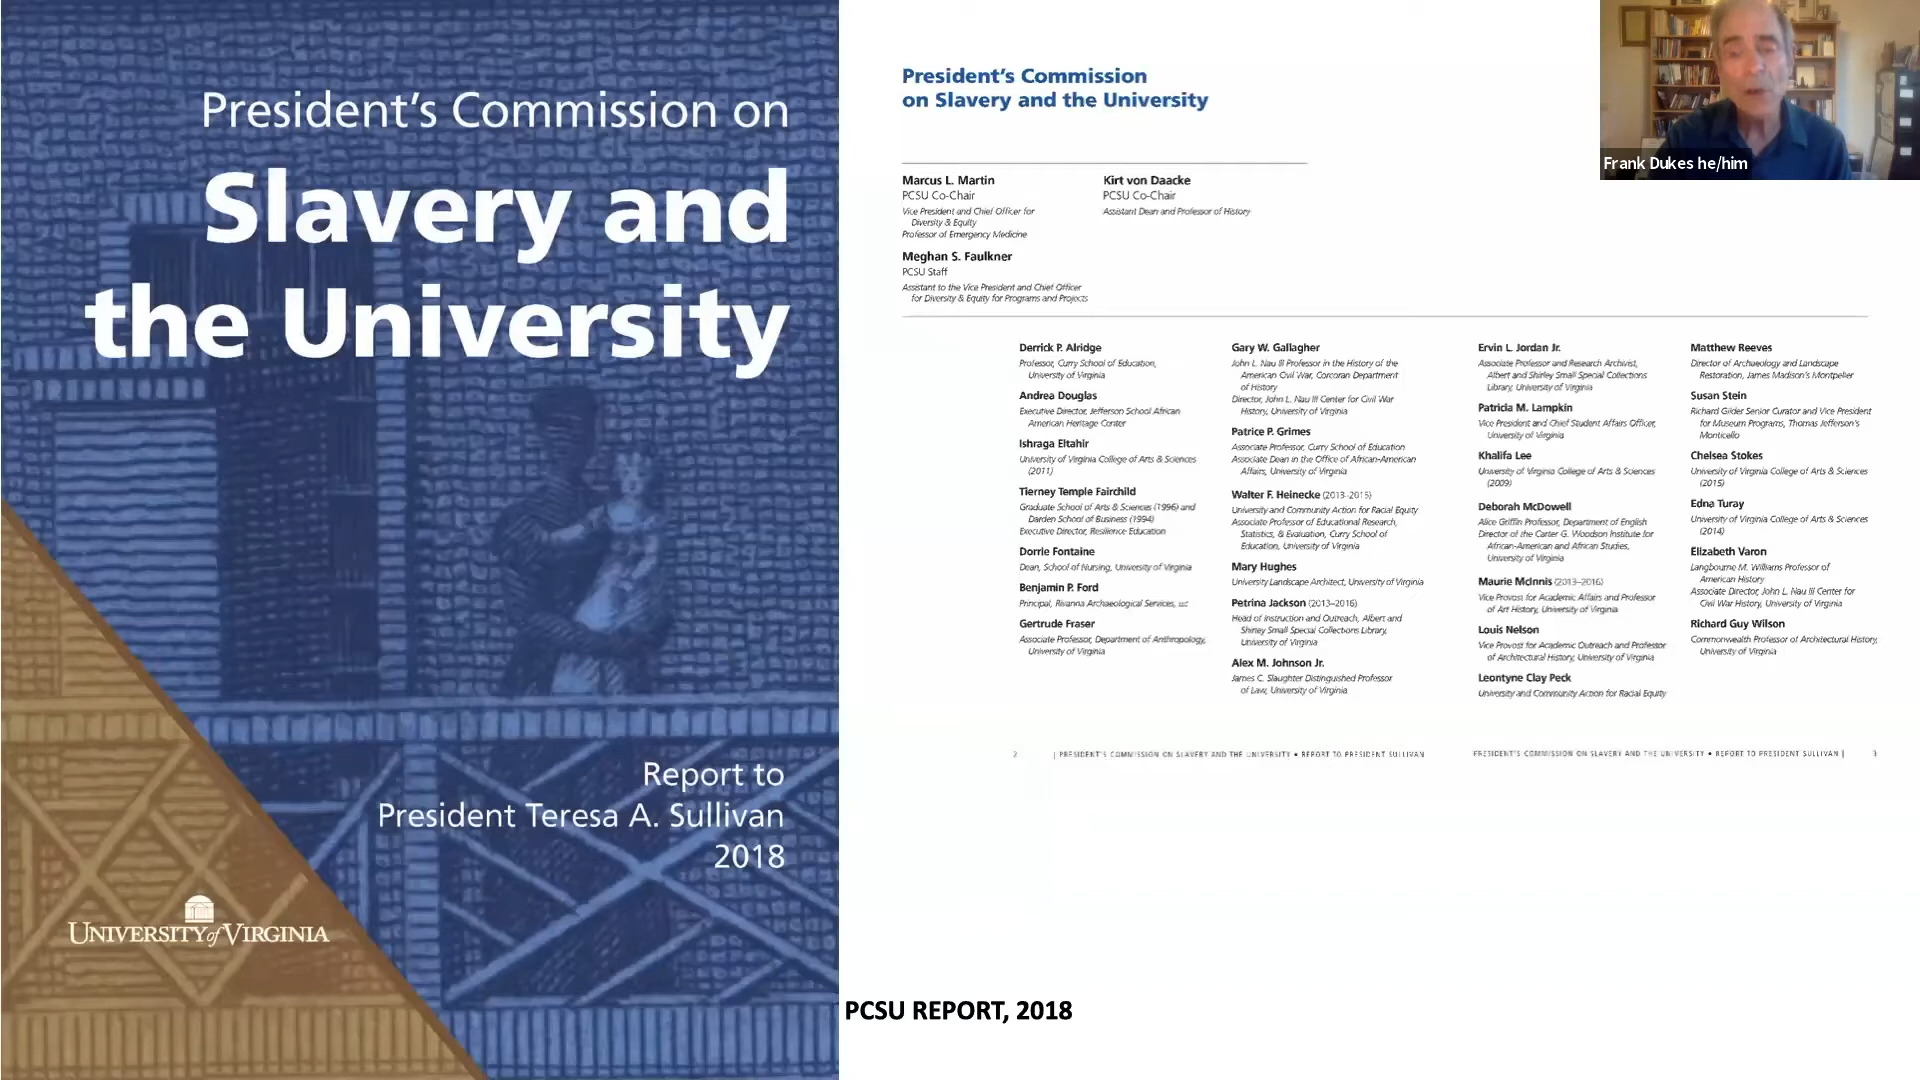 President's Commission on
Slavery and
the University
Report to
President Teresa A. Sullivan
2018
UNIVERSITY of VIRGINIA
President's Commission
on Slavery and the University
Marcus L. Martin
PCSU Co-Chair
Vice President and Chief Officer for
Diversity & Equity
Professor of Emergency Medicine
Kirt von Daacke
PCSU Co-Chair
Assistant Dean and Professor of History
Meghan S. Faulkner
PCSU Staff
Assistant to the Vice President and Chief Officer
for Diversity & Equity for Programs and Projects
Derrick P. Alridge
Professor, Curry School of Education,
University of Virginia
Andrea Douglas
Executive Director, Jefferson School African
American Heritage Center
Ishraga Eltahir
University of Virginia College of Arts & Sciences
(2011)
Tierney Temple Fairchild
Graduate School of Arts & Sciences (1996) and
Darden School of Business (1994)
Executive Director, Resilience Education
Dorrie Fontaine
Dean, School of Nursing, University of Virginia
Benjamin P. Ford
Principal, Rivanna Archaeological Services, LLC
Gertrude Fraser
Associate Professor, Department of Anthropology,
University of Virginia
Gary W. Gallagher
John L. Nau III Professor in the History of the
American Civil War, Corcoran Department
of History
Director, John L. Nau III Center for Civil War
History, University of Virginia
Patrice P. Grimes
Associate Professor, Curry School of Education
Associate Dean in the Office of African-American
Affairs, University of Virginia
Walter F. Heinecke (2013-2015)
University and Community Action for Racial Equity
Associate Professor of Educational Research,
Statistics, & Evaluation, Curry School of
Education, University of Virginia
Mary Hughes
University Landscape Architect, University of Virginia
Petrina Jackson (2013–2016)
Head of Instruction and Outreach, Albert and
Shirley Small Special Collections Library,
University of Virginia
Alex M. Johnson Jr.
James C. Slaughter Distinguished Professor
of Law, University of Virginia
Ervin L. Jordan Jr.
Associate Professor and Research Archivist,
Albert and Shirley Small Special Collections
Library, University of Virginia
Patricia M. Lampkin
Vice President and Chief Student Affairs Officer,
University of Virginia
Khalifa Lee
University of Virginia College of Arts & Sciences
(2009)
Deborah McDowell
Alice Griffin Professor, Department of English
Director of the Carter G. Woodson Institute for
African-American and African Studies,
University of Virginia
Maurie McInnis (2013–2016)
Vice Provost for Academic Affairs and Professor
of Art History, University of Virginia
Louis Nelson
Vice Provost for Academic Outreach and Professor
of Architectural History, University of Virginia
Leontyne Clay Peck
University and Community Action for Racial Equity
Matthew Reeves
Director of Archaeology and Landscape
Restoration, James Madison's Montpelier
Susan Stein
Richard Gilder Senior Curator and Vice President
for Museum Programs, Thomas Jefferson's
Monticello
Chelsea Stokes
University of Virginia College of Arts & Sciences
(2015)
Edna Turay
University of Virginia College of Arts & Sciences
(2014)
Elizabeth Varon
Langbourne M. Williams Professor of
American History
Associate Director, John L. Nau III Center for
Civil War History, University of Virginia
Richard Guy Wilson
Commonwealth Professor of Architectural History,
University of Virginia
2 | PRESIDENT'S COMMISSION ON SLAVERY AND THE UNIVERSITY • REPORT TO PRESIDENT SULLIVAN
PRESIDENT'S COMMISSION ON SLAVERY AND THE UNIVERSITY • REPORT TO PRESIDENT SULLIVAN | 3
PCSU REPORT, 2018
Frank Dukes he/him